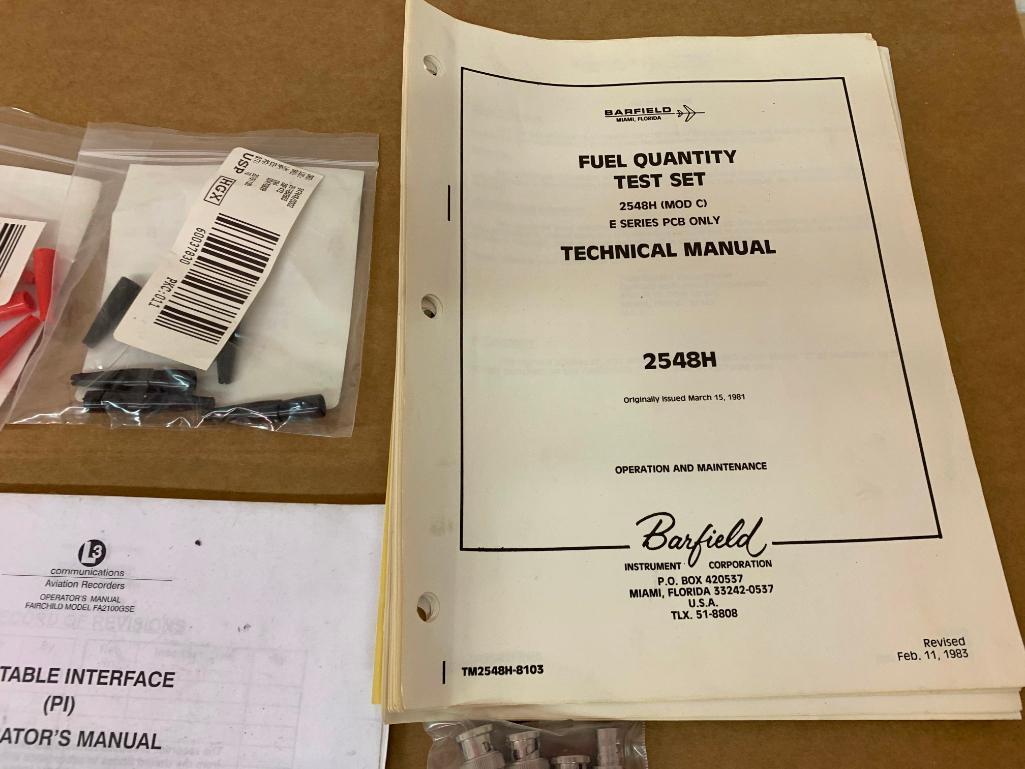 BARFIELD
MIAMI, FLORIDA
FUEL QUANTITY
TEST SET
2548H (MOD C)
E SERIES PCB ONLY
TECHNICAL MANUAL
2548H
Originally Issued March 15, 1981
OPERATION AND MAINTENANCE
Barfield
INSTRUMENT CORPORATION
P.O. BOX 420537
MIAMI, FLORIDA 33242-0537
U.S.A.
TLX. 51-8808
Revised
Feb. 11, 1983
TM2548H-8103
USP
HGX
60037830
PKC:011
L3
communications
Aviation Recorders
OPERATOR'S MANUAL
FAIRCHILD MODEL FA2100GSE
OF REVISIONS
TABLE INTERFACE
(PI)
ATOR'S MANUAL